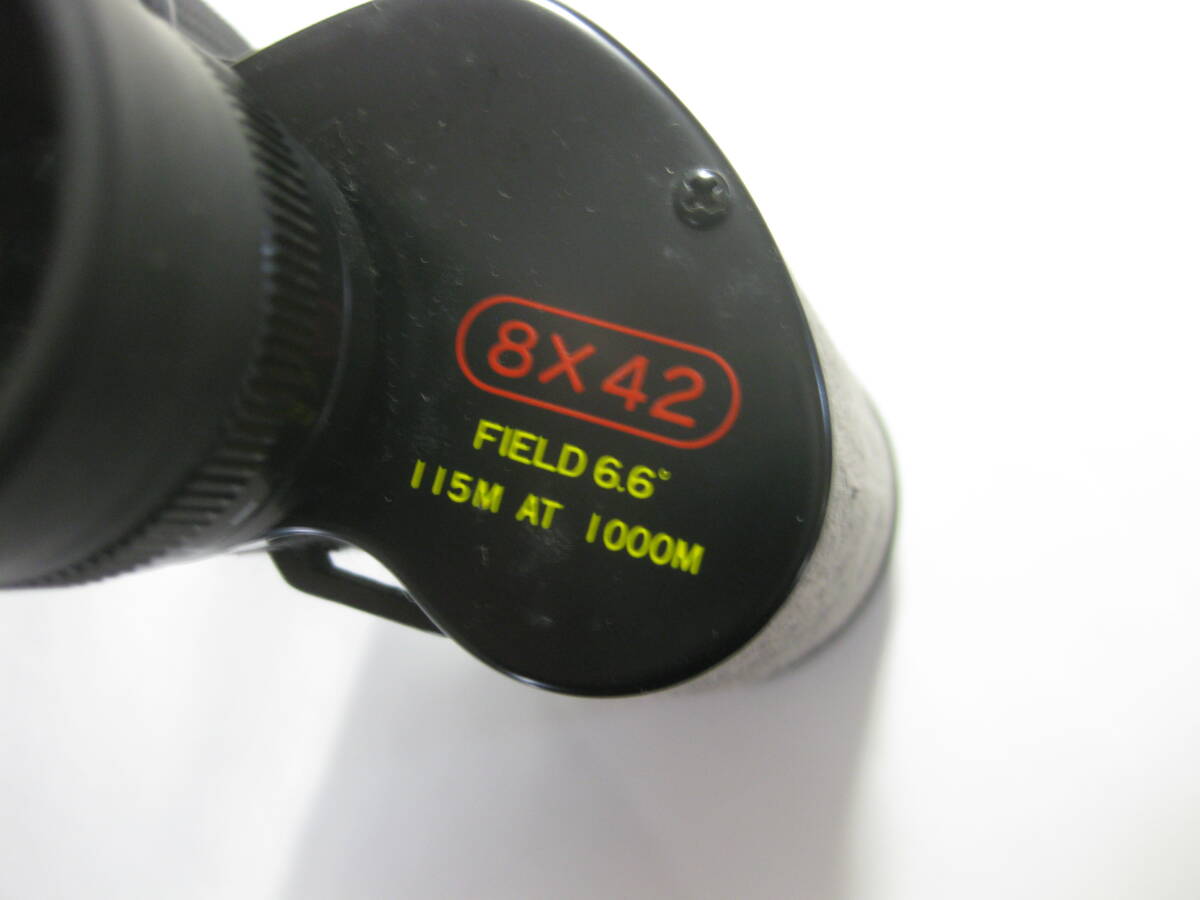 8X42
FIELD 6.6°
115M AT 1000M